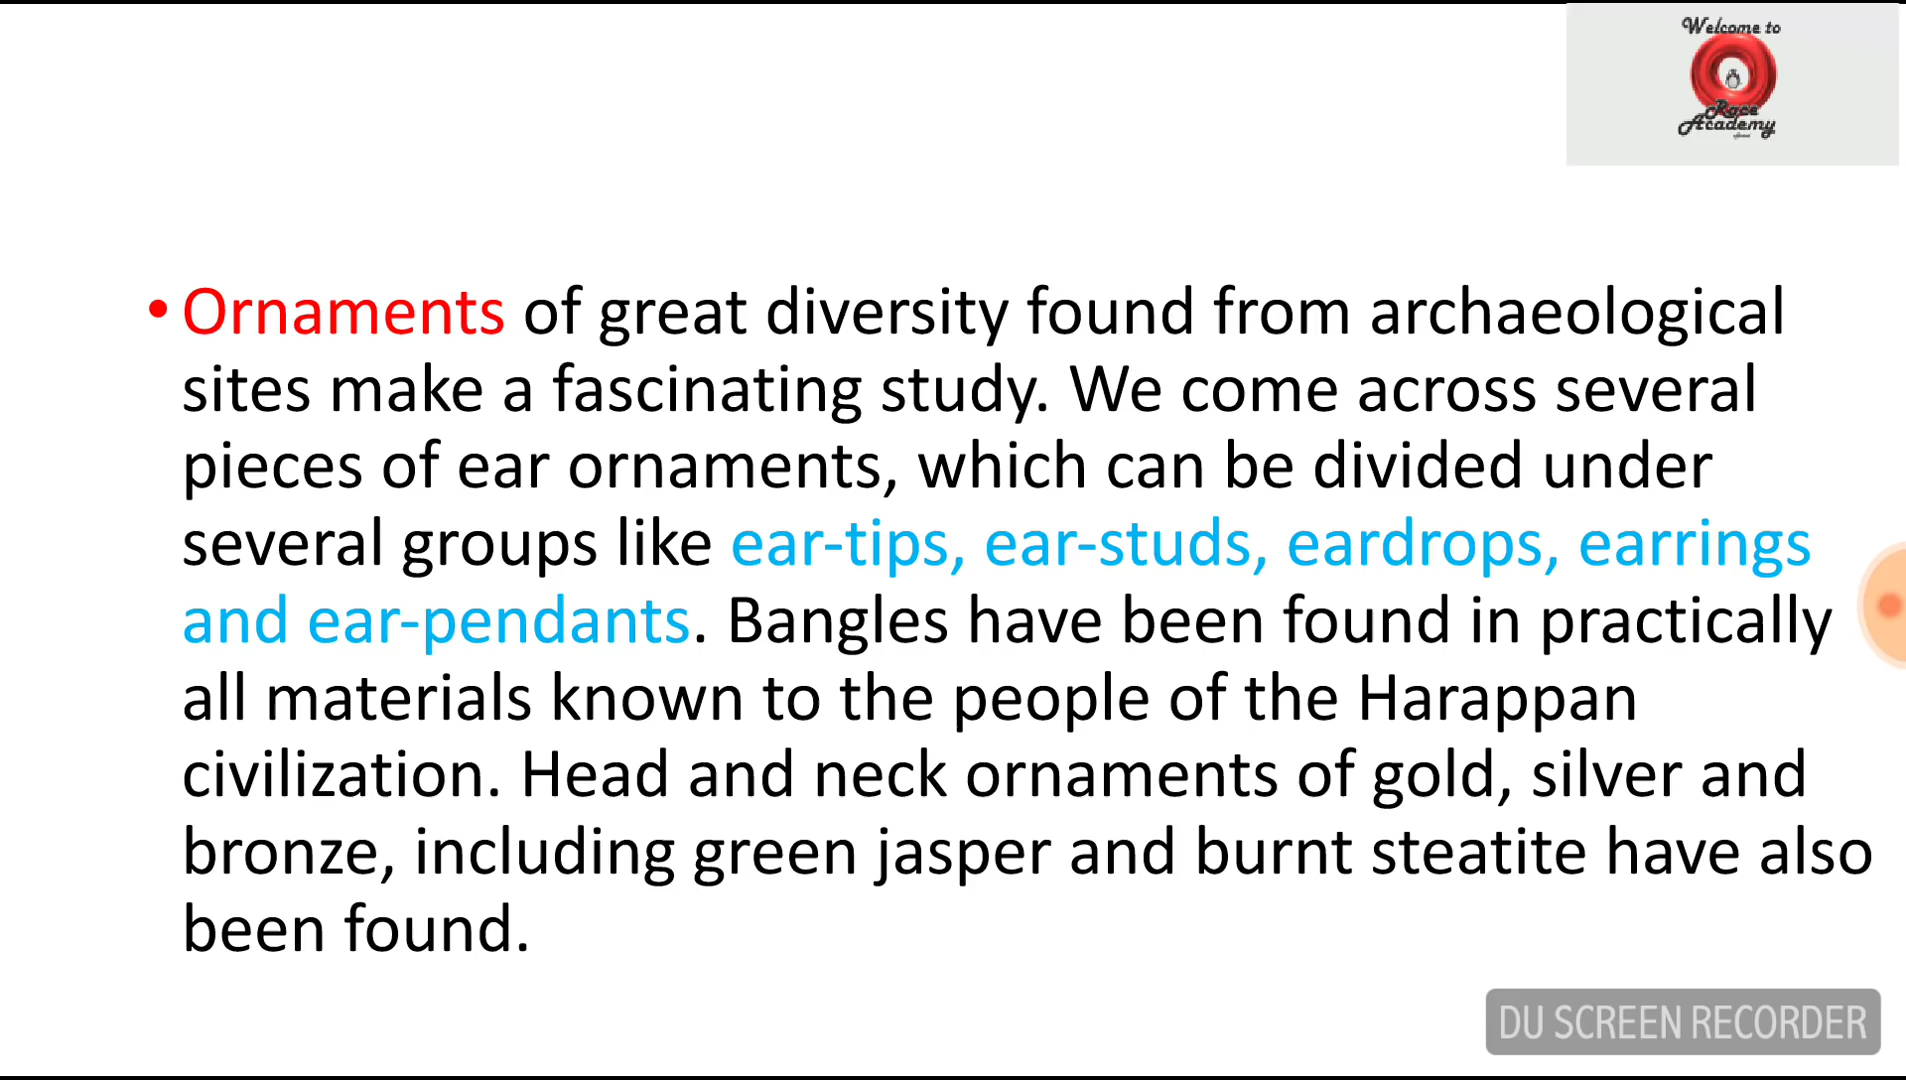 Welcome to
Race
Academy
• Ornaments of great diversity found from archaeological
sites make a fascinating study. We come across several
pieces of ear ornaments, which can be divided under
several groups like ear-tips, ear-studs, eardrops, earrings
and ear-pendants. Bangles have been found in practically
all materials known to the people of the Harappan
civilization. Head and neck ornaments of gold, silver and
bronze, including green jasper and burnt steatite have also
been found.
DU SCREEN RECORDER